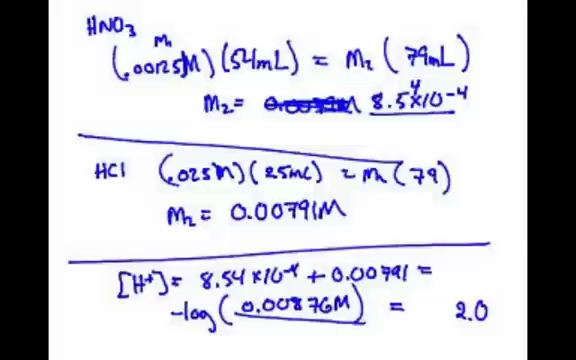 HNO3
M1
(.00125M)(54mL) = M2 (79mL)
M2 = 8.54×10-4
HCl (.025M)(25mL) = M2 (79)
M2 = 0.00791M
[H+] = 8.54×10-4 + 0.00791 =
-log(0.00876M) = 2.0